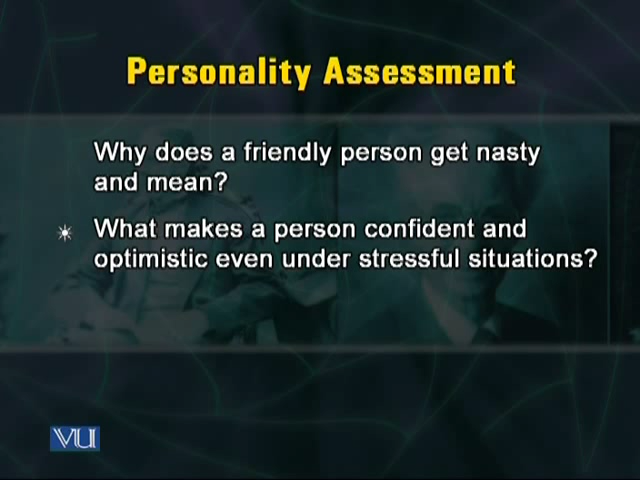 Personality Assessment
Why does a friendly person get nasty
and mean?
What makes a person confident and
optimistic even under stressful situations?
VU